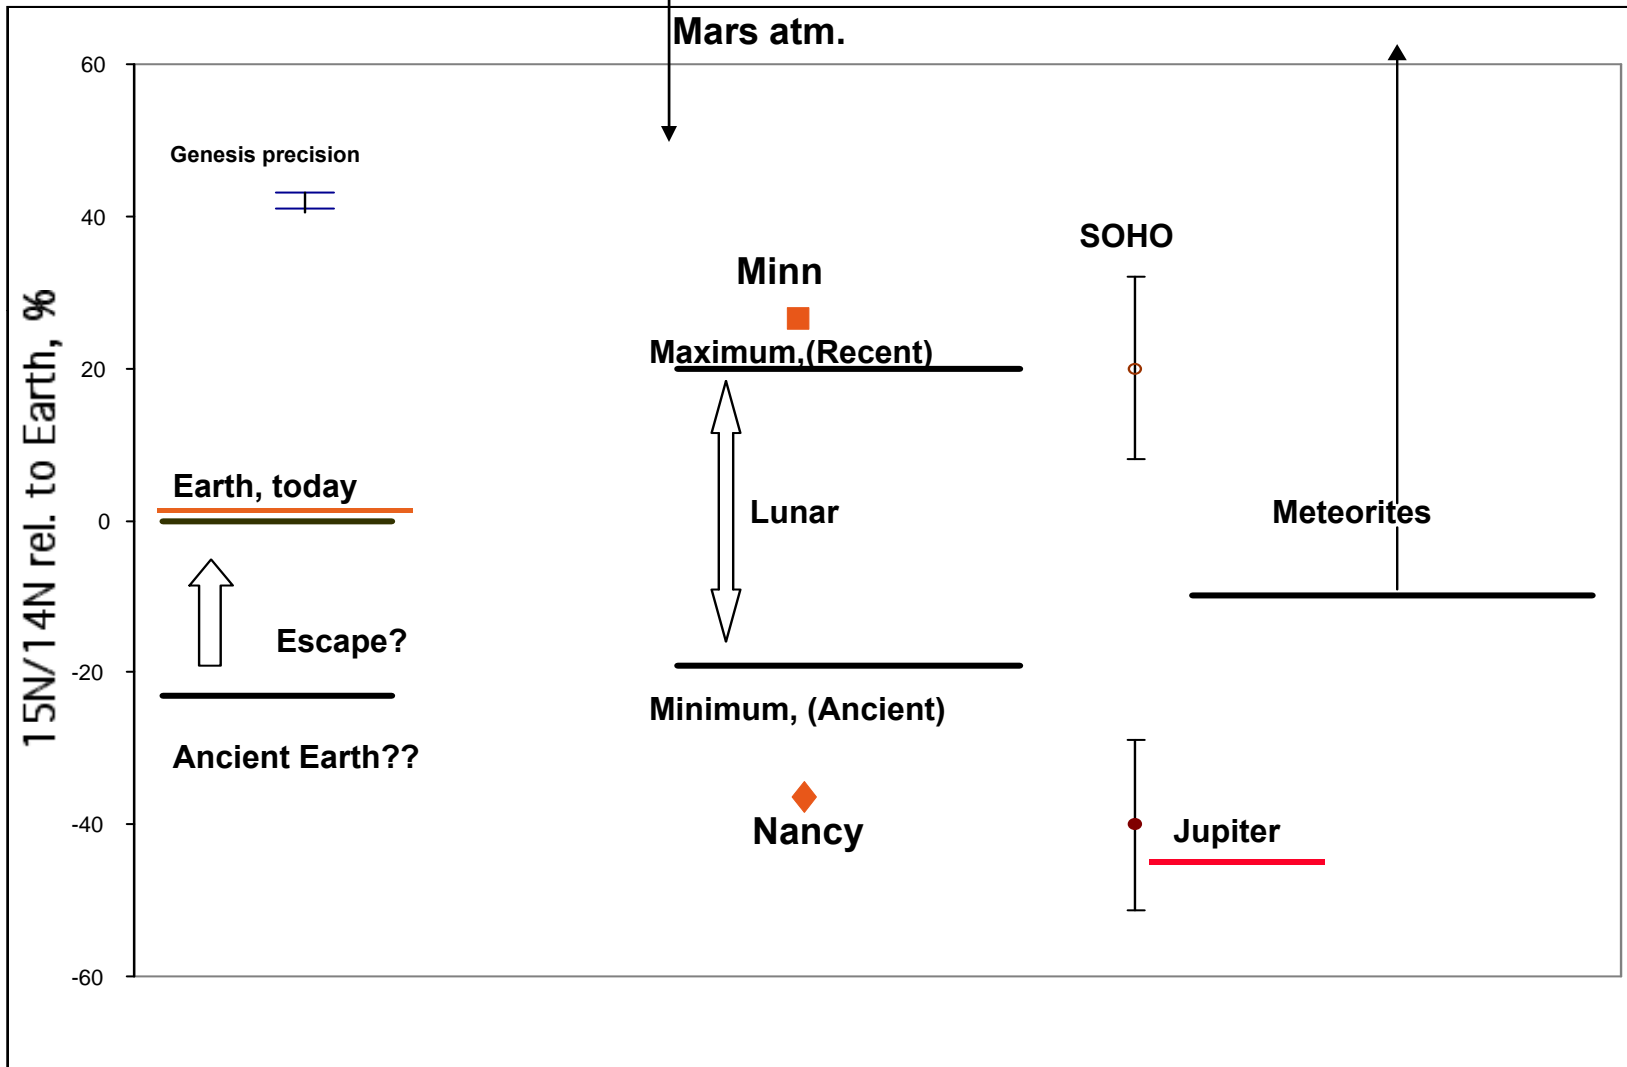 Mars atm.
60
Genesis precision
40
SOHO
Minn
Maximum,(Recent)
20
Earth, today
Lunar
Meteorites
0
15N/14N rel. to Earth, %
Escape?
-20
Minimum, (Ancient)
Ancient Earth??
-40
Nancy
Jupiter
-60